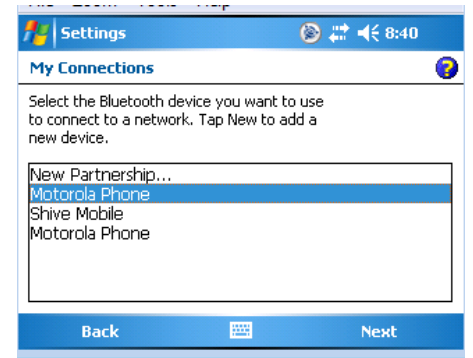 Settings 8:40
My Connections
Select the Bluetooth device you want to use
to connect to a network. Tap New to add a
new device.
New Partnership...
Motorola Phone
Shive Mobile
Motorola Phone
Back Next